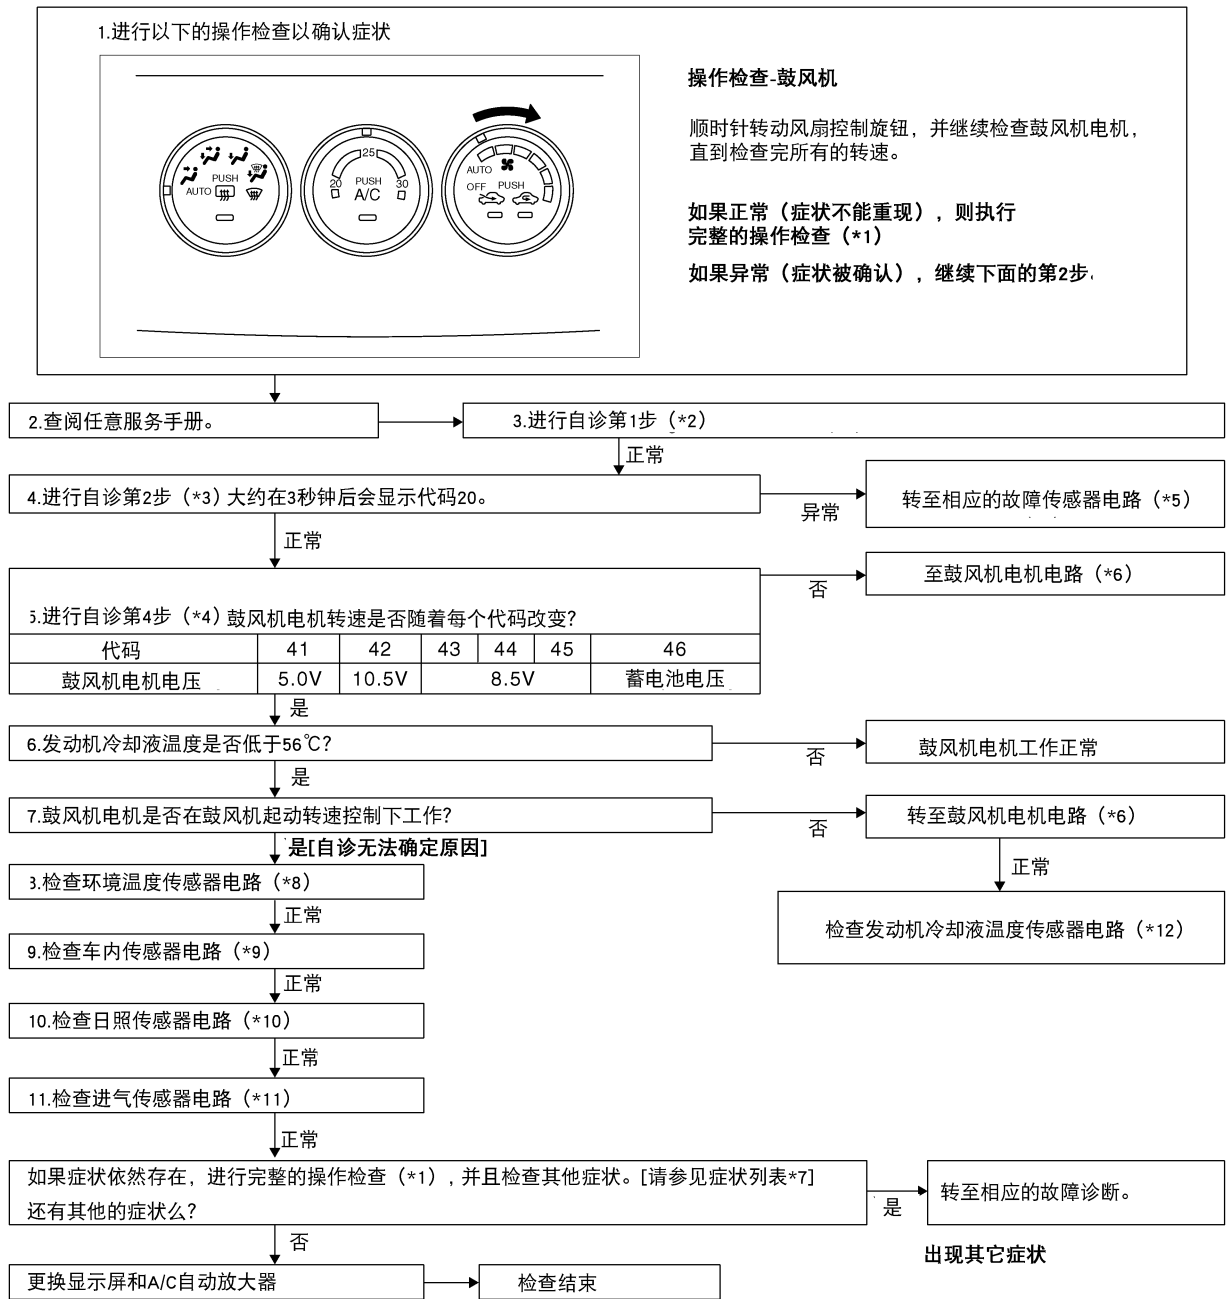 1.进行以下的操作检查以确认症状
操作检查-鼓风机
顺时针转动风扇控制旋钮，并继续检查鼓风机电机，
直到检查完所有的转速。
如果正常（症状不能重现），则执行
完整的操作检查（*1）
如果异常（症状被确认），继续下面的第2步.
PUSH
AUTO
25
20 PUSH 30
A/C
AUTO
OFF PUSH
2.查阅任意服务手册。
3.进行自诊第1步（*2）
正常
4.进行自诊第2步（*3）大约在3秒钟后会显示代码20。
异常
转至相应的故障传感器电路（*5）
正常
否
至鼓风机电机电路（*6）
5.进行自诊第4步（*4）鼓风机电机转速是否随着每个代码改变?
代码 41 42 43 44 45 46
鼓风机电机电压 5.0V 10.5V 8.5V 蓄电池电压
是
6.发动机冷却液温度是否低于56℃?
否
鼓风机电机工作正常
是
7.鼓风机电机是否在鼓风机起动转速控制下工作?
否
转至鼓风机电机电路（*6）
是[自诊无法确定原因]
正常
3.检查环境温度传感器电路（*8）
检查发动机冷却液温度传感器电路（*12）
正常
9.检查车内传感器电路（*9）
正常
10.检查日照传感器电路（*10）
正常
11.检查进气传感器电路（*11）
正常
如果症状依然存在，进行完整的操作检查（*1），并且检查其他症状。[请参见症状列表*7]
还有其他的症状么?
是
转至相应的故障诊断。
出现其它症状
否
更换显示屏和A/C自动放大器
检查结束